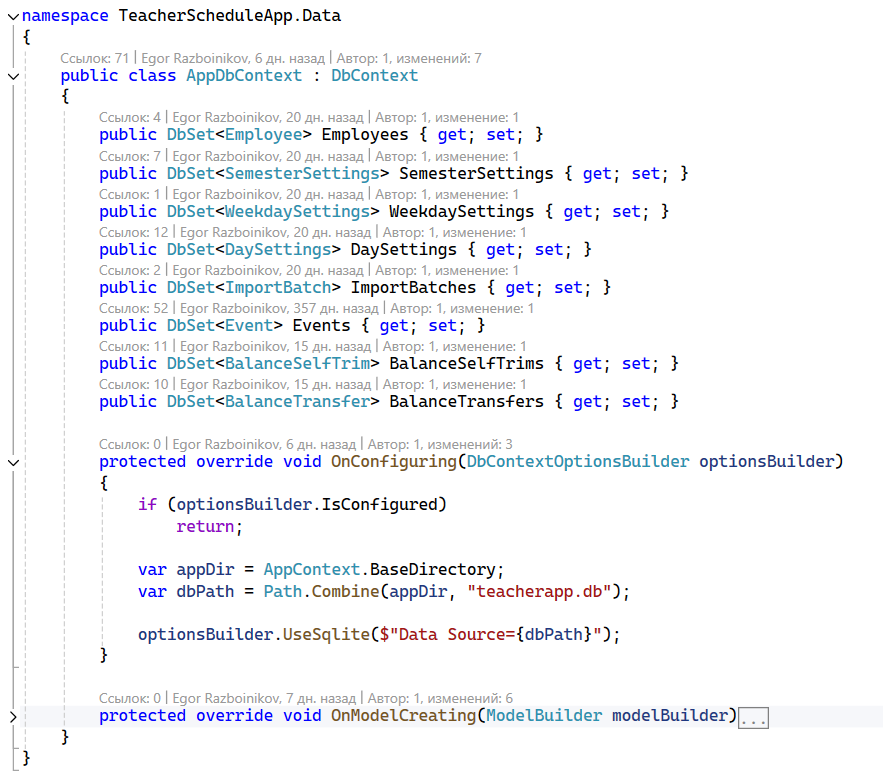 namespace TeacherScheduleApp.Data
{
Ссылок: 71 | Egor Razboinikov, 6 дн. назад | Автор: 1, изменений: 7
public class AppDbContext : DbContext
{
Ссылок: 4 | Egor Razboinikov, 20 дн. назад | Автор: 1, изменение: 1
public DbSet<Employee> Employees { get; set; }
Ссылок: 7 | Egor Razboinikov, 20 дн. назад | Автор: 1, изменение: 1
public DbSet<SemesterSettings> SemesterSettings { get; set; }
Ссылок: 1 | Egor Razboinikov, 20 дн. назад | Автор: 1, изменение: 1
public DbSet<WeekdaySettings> WeekdaySettings { get; set; }
Ссылок: 12 | Egor Razboinikov, 20 дн. назад | Автор: 1, изменение: 1
public DbSet<DaySettings> DaySettings { get; set; }
Ссылок: 2 | Egor Razboinikov, 20 дн. назад | Автор: 1, изменение: 1
public DbSet<ImportBatch> ImportBatches { get; set; }
Ссылок: 52 | Egor Razboinikov, 357 дн. назад | Автор: 1, изменение: 1
public DbSet<Event> Events { get; set; }
Ссылок: 11 | Egor Razboinikov, 15 дн. назад | Автор: 1, изменение: 1
public DbSet<BalanceSelfTrim> BalanceSelfTrims { get; set; }
Ссылок: 10 | Egor Razboinikov, 15 дн. назад | Автор: 1, изменение: 1
public DbSet<BalanceTransfer> BalanceTransfers { get; set; }
Ссылок: 0 | Egor Razboinikov, 6 дн. назад | Автор: 1, изменений: 3
protected override void OnConfiguring(DbContextOptionsBuilder optionsBuilder)
{
if (optionsBuilder.IsConfigured)
return;
var appDir = AppContext.BaseDirectory;
var dbPath = Path.Combine(appDir, "teacherapp.db");
optionsBuilder.UseSqlite($"Data Source={dbPath}");
}
Ссылок: 0 | Egor Razboinikov, 7 дн. назад | Автор: 1, изменений: 6
protected override void OnModelCreating(ModelBuilder modelBuilder)...
}
}